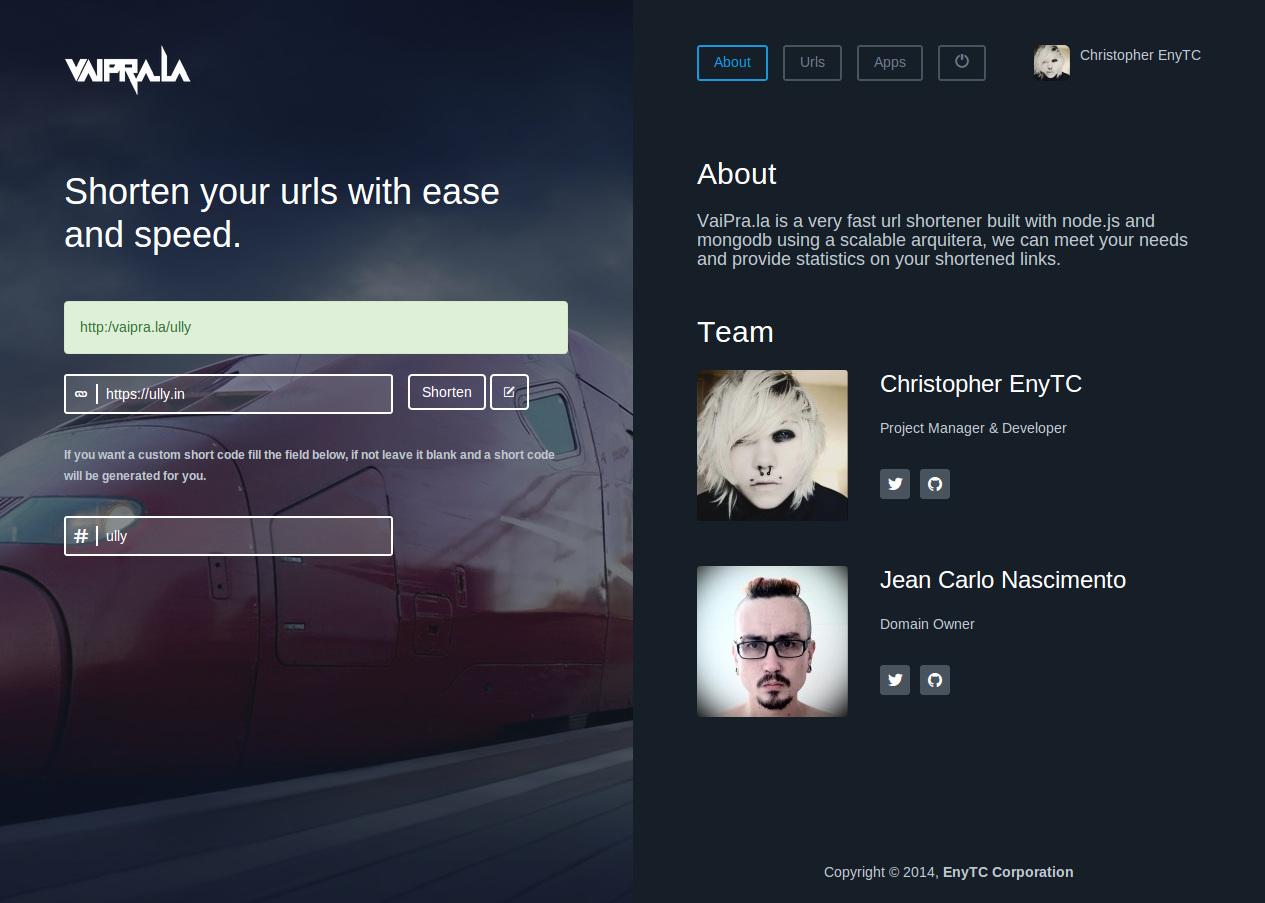 VAIPRA.LA
Shorten your urls with ease
and speed.
http:/vaipra.la/ully
https://ully.in
Shorten
If you want a custom short code fill the field below, if not leave it blank and a short code
will be generated for you.
# ully
About Urls Apps
Christopher EnyTC
About
VaiPra.la is a very fast url shortener built with node.js and
mongodb using a scalable arquitera, we can meet your needs
and provide statistics on your shortened links.
Team
Christopher EnyTC
Project Manager & Developer
Jean Carlo Nascimento
Domain Owner
Copyright © 2014, EnyTC Corporation